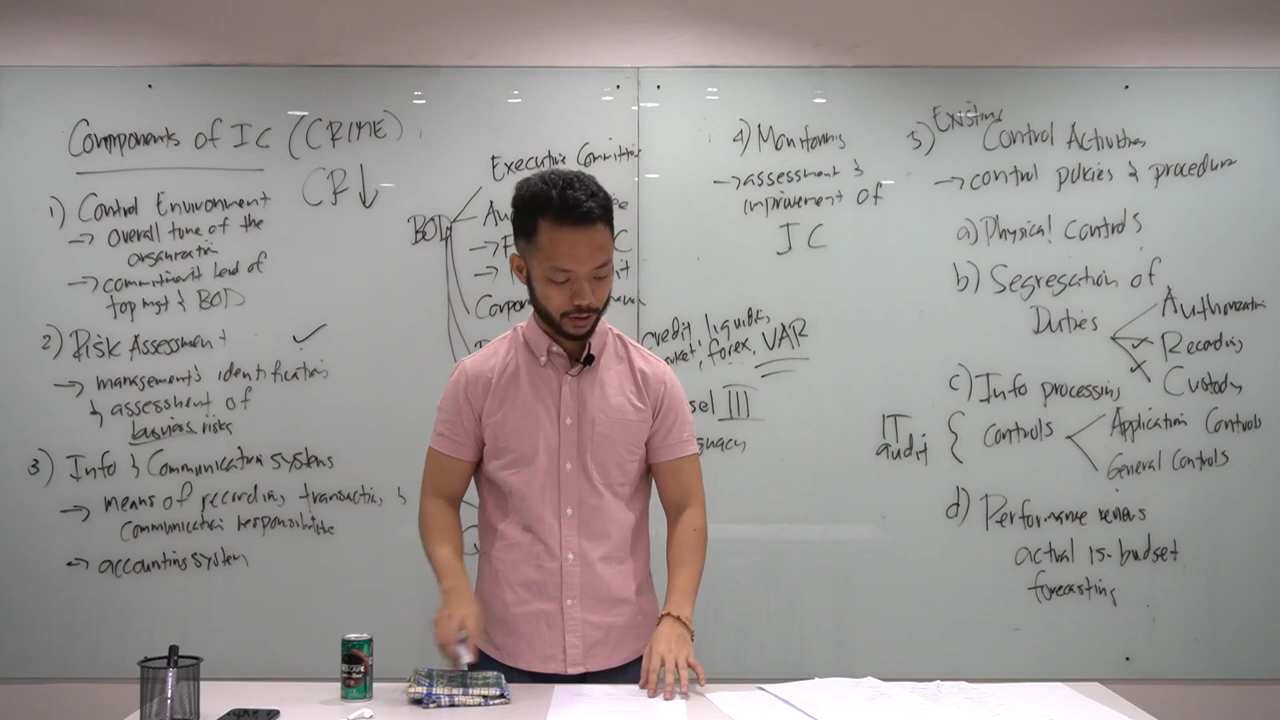 Components of IC (CRIME)
CR↓
1) Control Environment
→ overall tone of the
organization
→ commitment level of
top mgt & BOD
2) Risk Assessment ✓
→ management's identification
& assessment of
business risks
3) Info & Communication systems
→ means of recording transactions &
communicating responsibilities
→ accounting system
Executive Committee
BOD
credit, liquidity,
forex, VAR
III
4) Monitoring
→ assessment &
improvement of
IC
5) Existing Control Activities
→ control policies & procedure
a) Physical controls
b) Segregation of
Duties
Authorization
Recording
Custody
c) Info processing
controls
IT
audit
Application Controls
General Controls
d) Performance reviews
actual vs. budget
forecasting